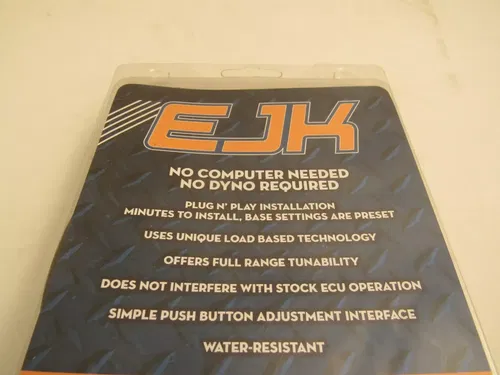 EJK
NO COMPUTER NEEDED
NO DYNO REQUIRED
PLUG N' PLAY INSTALLATION
MINUTES TO INSTALL, BASE SETTINGS ARE PRESET
USES UNIQUE LOAD BASED TECHNOLOGY
OFFERS FULL RANGE TUNABILITY
DOES NOT INTERFERE WITH STOCK ECU OPERATION
SIMPLE PUSH BUTTON ADJUSTMENT INTERFACE
WATER-RESISTANT